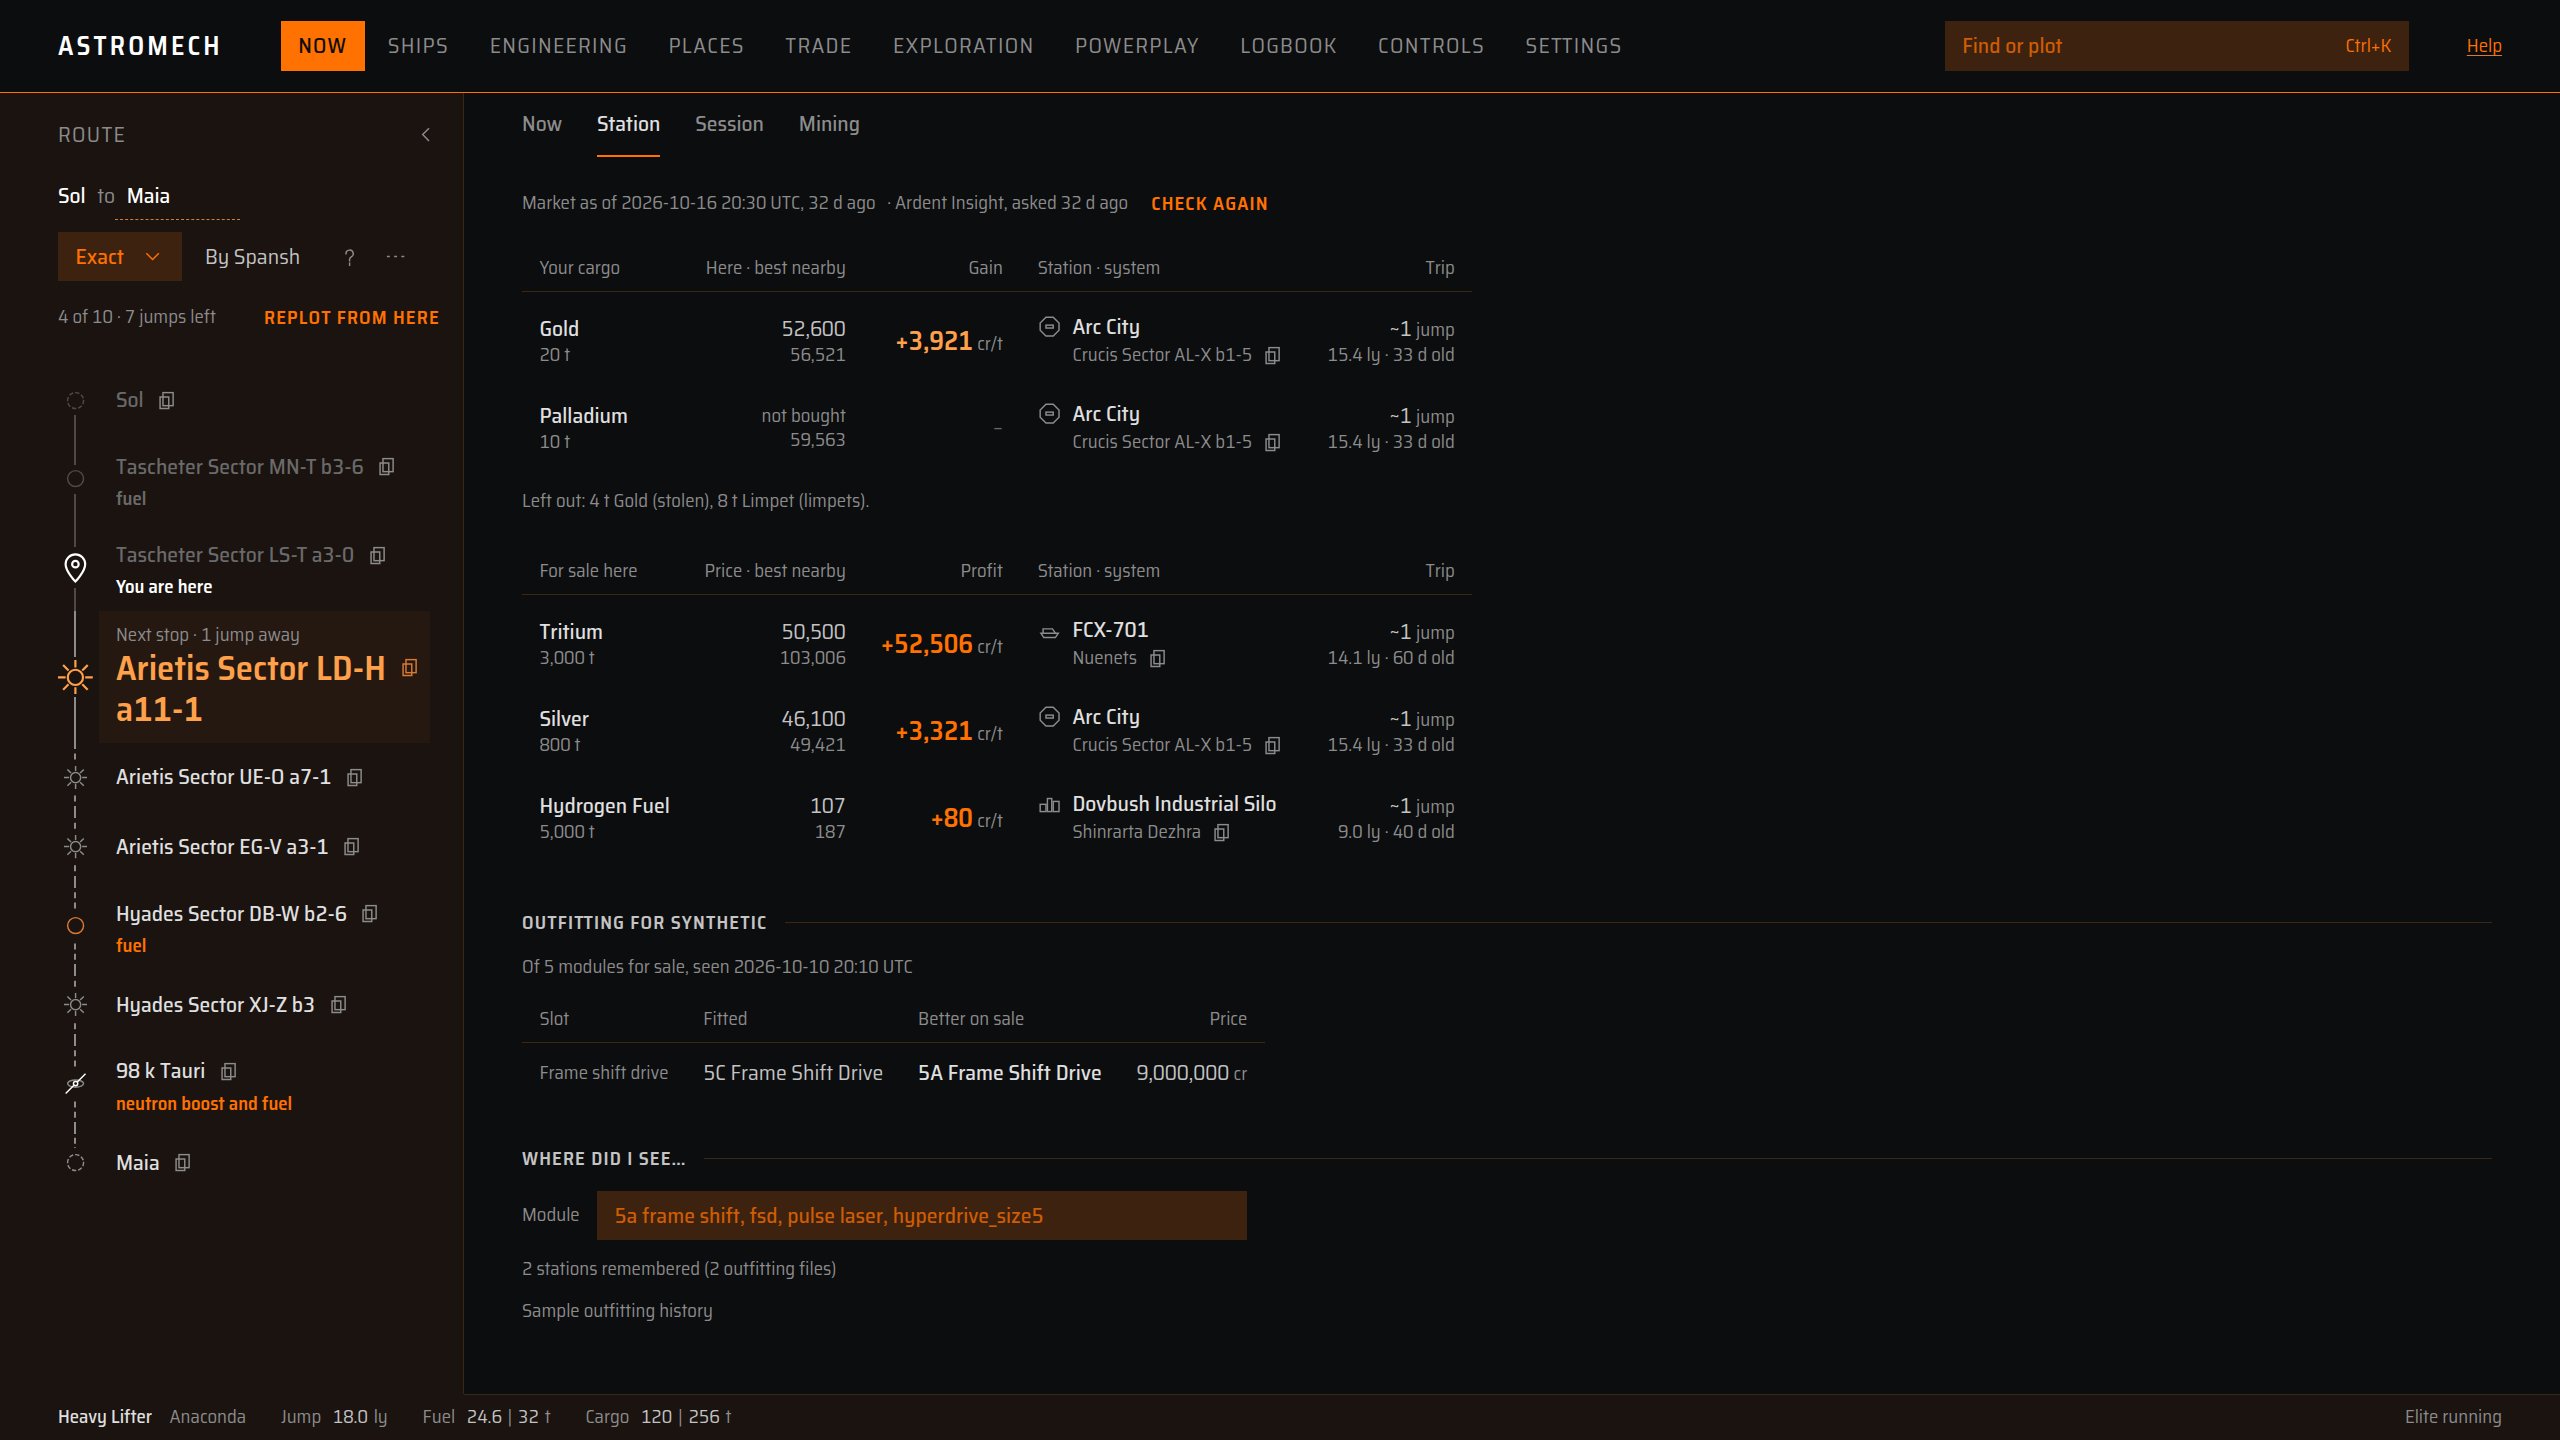 ASTROMECH NOW SHIPS ENGINEERING PLACES TRADE EXPLORATION POWERPLAY LOGBOOK CONTROLS SETTINGS Find or plot Ctrl+K Help
ROUTE
Sol to Maia
Exact By Spansh ? ...
4 of 10 · 7 jumps left REPLOT FROM HERE
Sol
Tascheter Sector MN-T b3-6
fuel
Tascheter Sector LS-T a3-0
You are here
Next stop · 1 jump away
Arietis Sector LD-H
a11-1
Arietis Sector UE-O a7-1
Arietis Sector EG-V a3-1
Hyades Sector DB-W b2-6
fuel
Hyades Sector XJ-Z b3
98 k Tauri
neutron boost and fuel
Maia
Now Station Session Mining
Market as of 2026-10-16 20:30 UTC, 32 d ago · Ardent Insight, asked 32 d ago CHECK AGAIN
Your cargo Here · best nearby Gain Station · system Trip
Gold 52,600 +3,921 cr/t Arc City ~1 jump
20 t 56,521 Crucis Sector AL-X b1-5 15.4 ly · 33 d old
Palladium not bought – Arc City ~1 jump
10 t 59,563 Crucis Sector AL-X b1-5 15.4 ly · 33 d old
Left out: 4 t Gold (stolen), 8 t Limpet (limpets).
For sale here Price · best nearby Profit Station · system Trip
Tritium 50,500 +52,506 cr/t FCX-701 ~1 jump
3,000 t 103,006 Nuenets 14.1 ly · 60 d old
Silver 46,100 +3,321 cr/t Arc City ~1 jump
800 t 49,421 Crucis Sector AL-X b1-5 15.4 ly · 33 d old
Hydrogen Fuel 107 +80 cr/t Dovbush Industrial Silo ~1 jump
5,000 t 187 Shinrarta Dezhra 9.0 ly · 40 d old
OUTFITTING FOR SYNTHETIC
Of 5 modules for sale, seen 2026-10-10 20:10 UTC
Slot Fitted Better on sale Price
Frame shift drive 5C Frame Shift Drive 5A Frame Shift Drive 9,000,000 cr
WHERE DID I SEE...
Module 5a frame shift, fsd, pulse laser, hyperdrive_size5
2 stations remembered (2 outfitting files)
Sample outfitting history
Heavy Lifter Anaconda Jump 18.0 ly Fuel 24.6 | 32 t Cargo 120 | 256 t Elite running